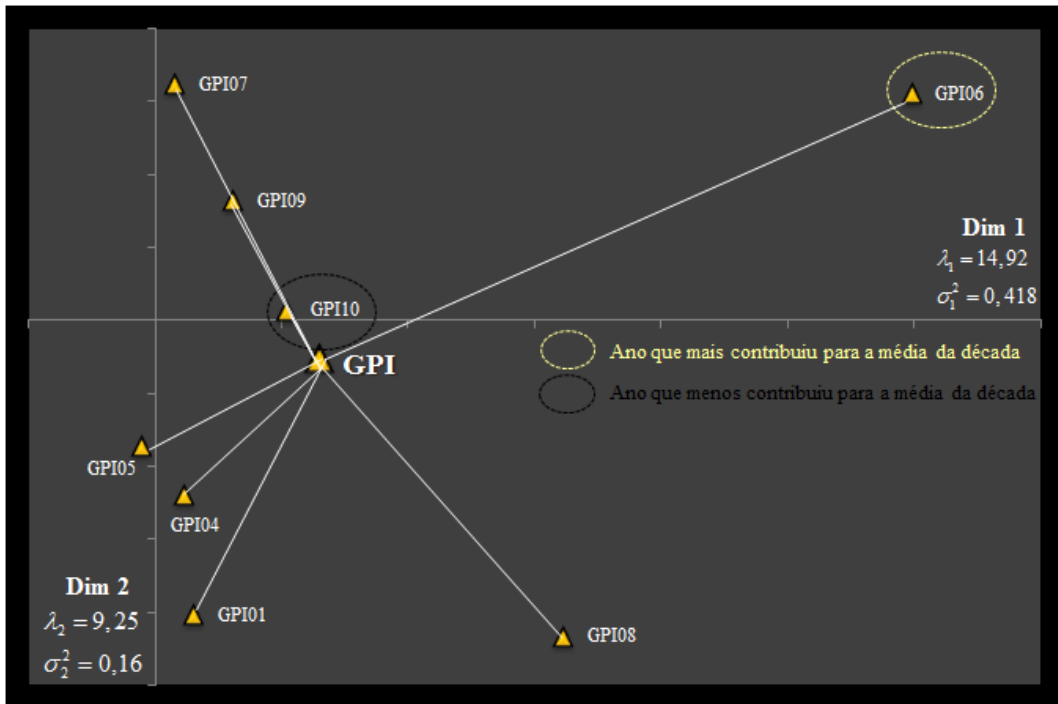 GPI07
GPI06
GPI09
Dim 1
λ₁ = 14,92
σ₁² = 0,418
GPI10
GPI
Ano que mais contribuiu para a média da década
Ano que menos contribuiu para a média da década
GPI05
GPI04
Dim 2
λ₂ = 9,25
σ₂² = 0,16
GPI01
GPI08